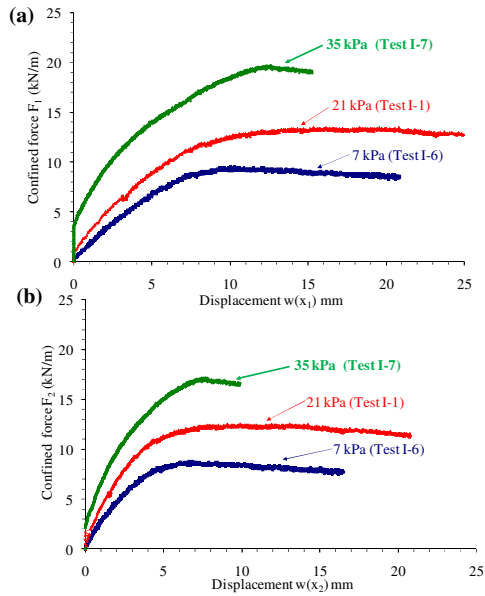 (a)
25
35 kPa (Test I-7)
20
21 kPa (Test I-1)
15
7 kPa (Test I-6)
10
5
0
Confined force F1 (kN/m)
0 5 10 15 20 25
Displacement w(x1) mm
(b)
25
20
35 kPa (Test I-7)
15
21 kPa (Test I-1)
10
7 kPa (Test I-6)
5
0
Confined force F2 (kN/m)
0 5 10 15 20 25
Displacement w(x2) mm